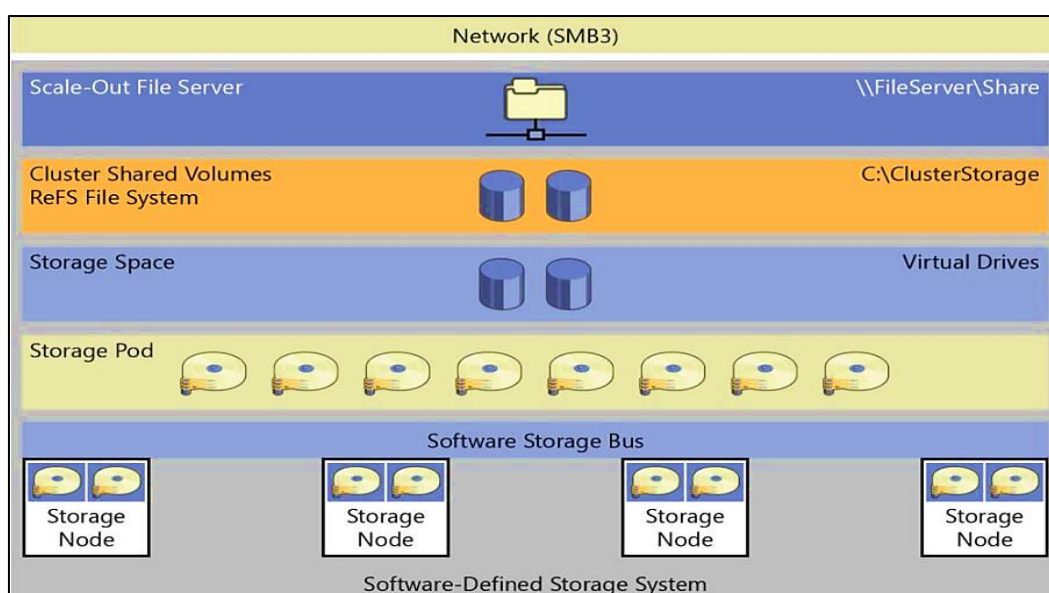 Network (SMB3)
Scale-Out File Server
\\FileServer\Share
Cluster Shared Volumes
ReFS File System
C:\ClusterStorage
Storage Space
Virtual Drives
Storage Pod
Software Storage Bus
Storage
Node
Storage
Node
Storage
Node
Storage
Node
Software-Defined Storage System